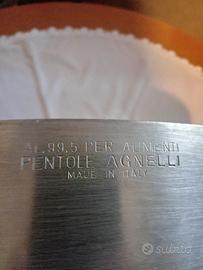 AL.99,5 PER ALIMENTI
PENTOLE AGNELLI
MADE IN ITALY
subito